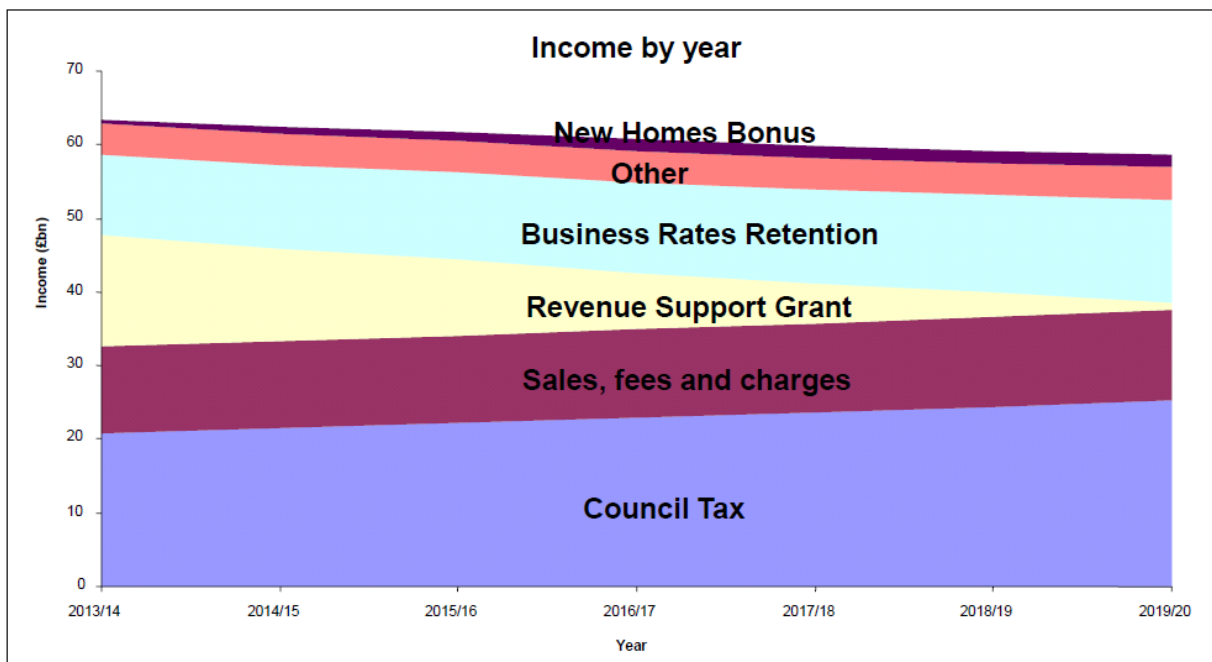 Income by year
70
60
50
40
30
20
10
0
Income (£bn)
New Homes Bonus
Other
Business Rates Retention
Revenue Support Grant
Sales, fees and charges
Council Tax
2013/14 2014/15 2015/16 2016/17 2017/18 2018/19 2019/20
Year